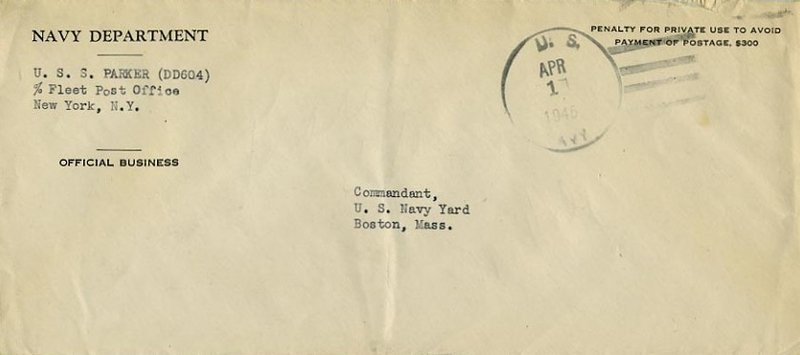 NAVY DEPARTMENT
U. S. S. PARKER (DD604)
% Fleet Post Office
New York, N.Y.
OFFICIAL BUSINESS
PENALTY FOR PRIVATE USE TO AVOID
PAYMENT OF POSTAGE, $300
U. S.
APR
NAVY
Commandant,
U. S. Navy Yard
Boston, Mass.